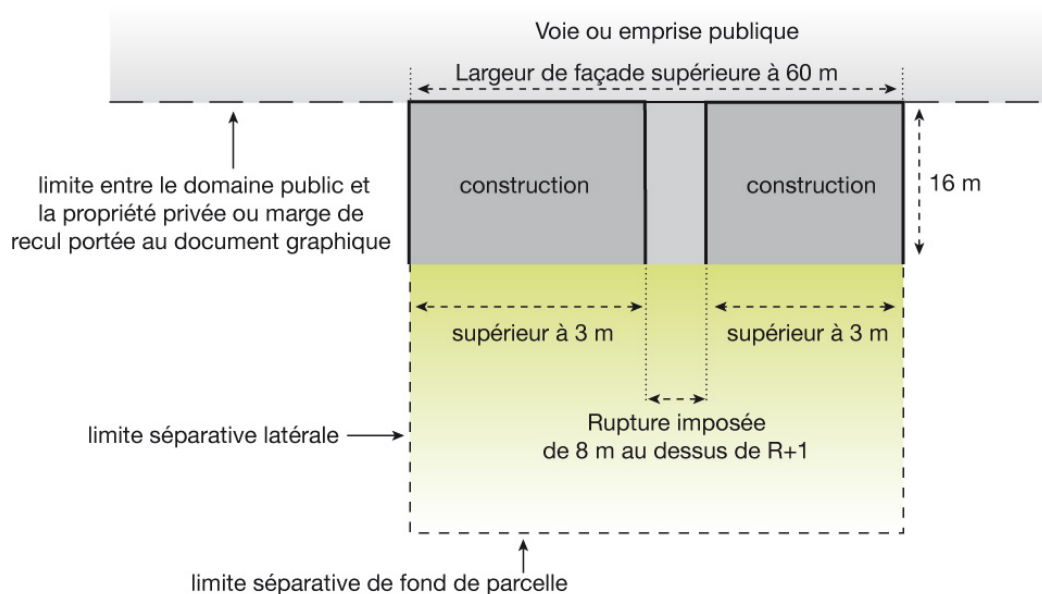 Voie ou emprise publique
Largeur de façade supérieure à 60 m
limite entre le domaine public et
la propriété privée ou marge de
recul portée au document graphique
construction
construction
16 m
supérieur à 3 m
supérieur à 3 m
Rupture imposée
de 8 m au dessus de R+1
limite séparative latérale
limite séparative de fond de parcelle